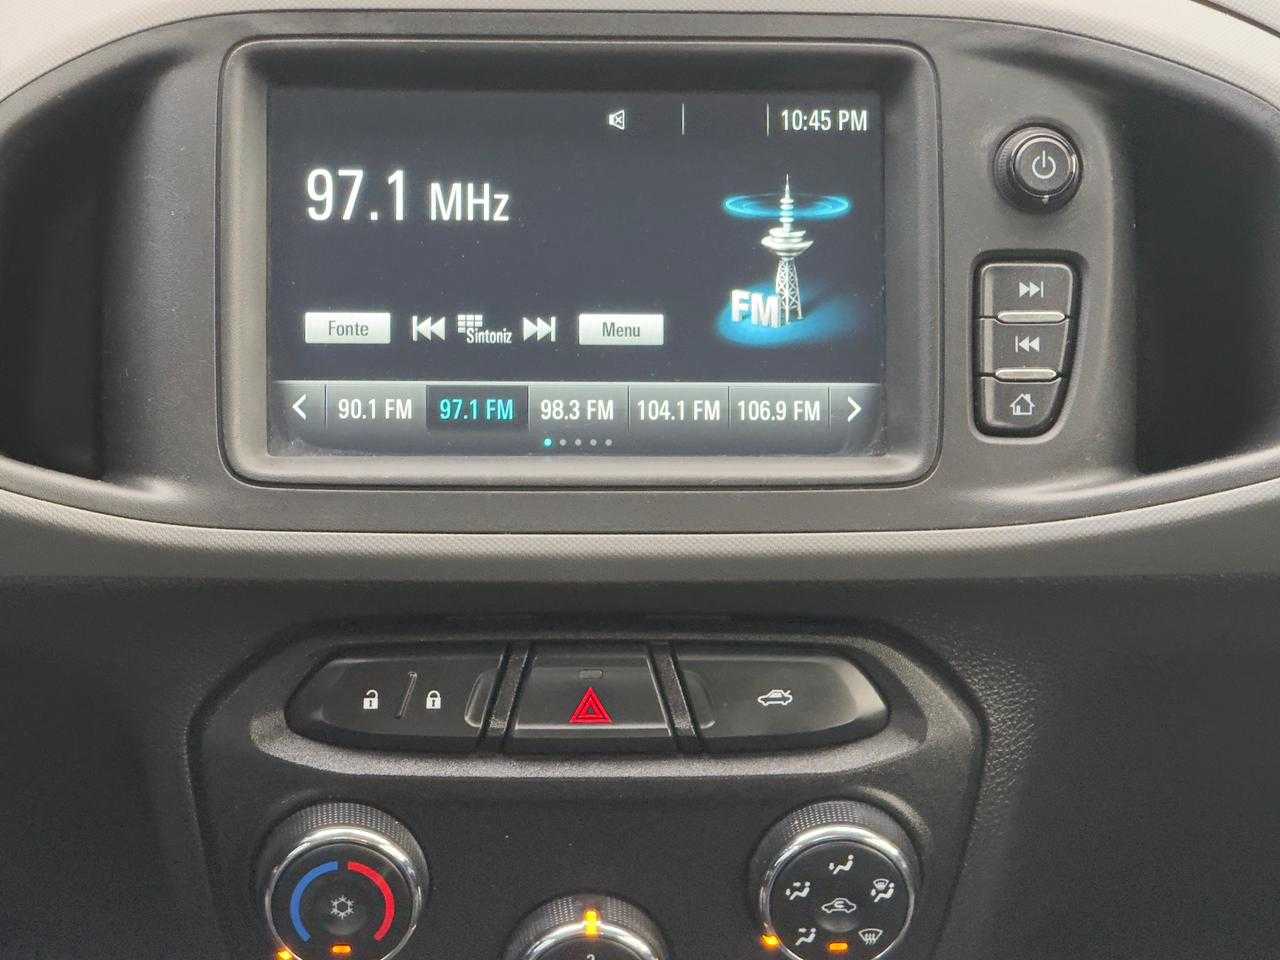 10:45 PM
97.1 MHz
FM
Fonte Sintoniz Menu
90.1 FM 97.1 FM 98.3 FM 104.1 FM 106.9 FM
2